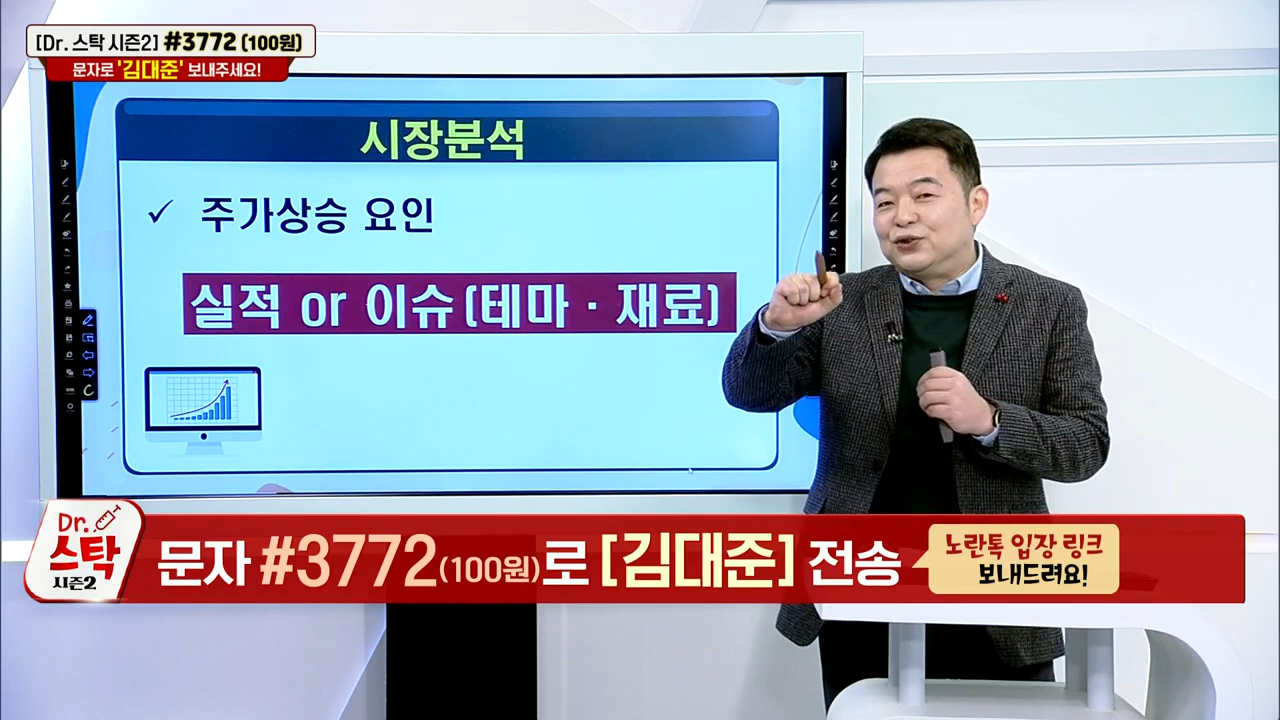 [Dr. 스탁 시즌2] #3772 (100원)
문자로 '김대준' 보내주세요!
시장분석
✓ 주가상승 요인
실적 or 이슈(테마 · 재료)
Dr.
스탁
시즌2
문자 #3772(100원)로 [김대준] 전송
노란톡 입장 링크
보내드려요!